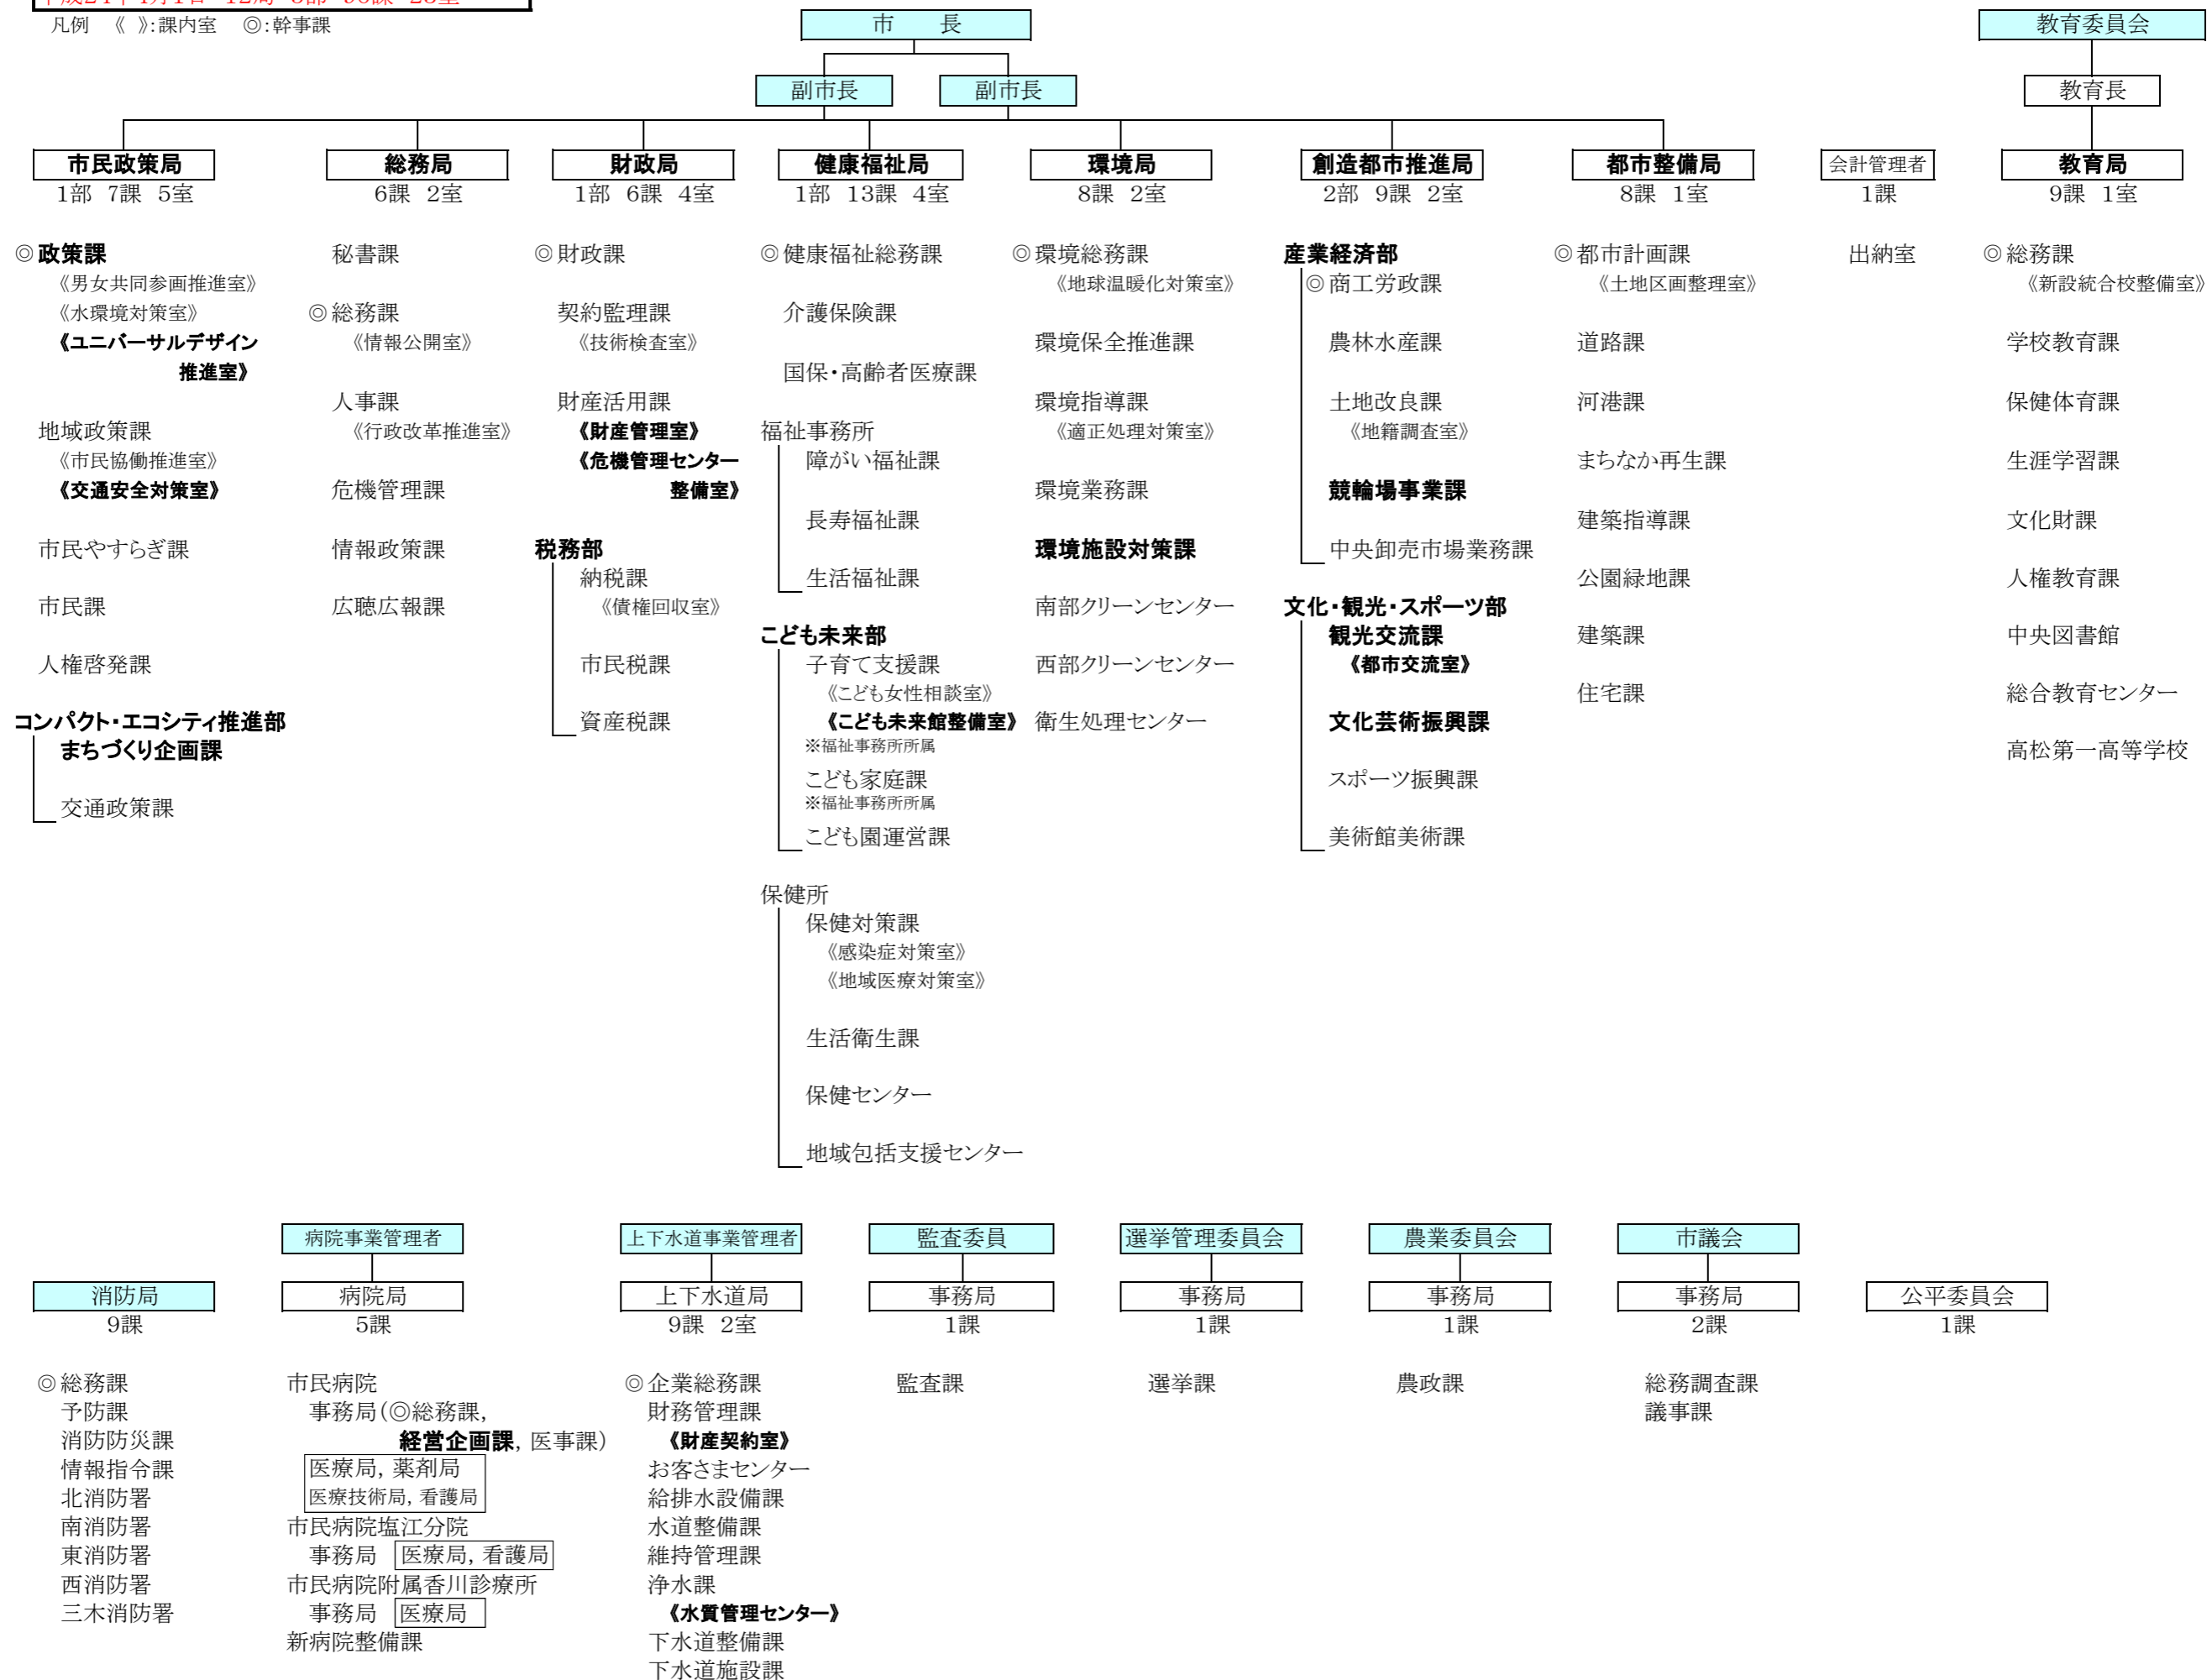 凡例 《 》：課内室 ◎：幹事課
市 長
教育委員会
副市長 副市長
教育長
市民政策局 総務局 財政局 健康福祉局 環境局 創造都市推進局 都市整備局 会計管理者 教育局
1部 7課 5室 6課 2室 1部 6課 4室 1部 13課 4室 8課 2室 2部 9課 2室 8課 1室 1課 9課 1室
◎政策課
《男女共同参画推進室》
《水環境対策室》
《ユニバーサルデザイン
推進室》
地域政策課
《市民協働推進室》
《交通安全対策室》
市民やすらぎ課
市民課
人権啓発課
コンパクト・エコシティ推進部
まちづくり企画課
交通政策課
秘書課
◎総務課
《情報公開室》
人事課
《行政改革推進室》
危機管理課
情報政策課
広聴広報課
◎財政課
契約監理課
《技術検査室》
財産活用課
《財産管理室》
《危機管理センター
整備室》
税務部
納税課
《債権回収室》
市民税課
資産税課
◎健康福祉総務課
介護保険課
国保・高齢者医療課
福祉事務所
障がい福祉課
長寿福祉課
生活福祉課
こども未来部
子育て支援課
《こども女性相談室》
《こども未来館整備室》
※福祉事務所所属
こども家庭課
※福祉事務所所属
こども園運営課
保健所
保健対策課
《感染症対策室》
《地域医療対策室》
生活衛生課
保健センター
地域包括支援センター
◎環境総務課
《地球温暖化対策室》
環境保全推進課
環境指導課
《適正処理対策室》
環境業務課
環境施設対策課
南部クリーンセンター
西部クリーンセンター
衛生処理センター
産業経済部
◎商工労政課
農林水産課
土地改良課
《地籍調査室》
競輪場事業課
中央卸売市場業務課
文化・観光・スポーツ部
観光交流課
《都市交流室》
文化芸術振興課
スポーツ振興課
美術館美術課
◎都市計画課
《土地区画整理室》
道路課
河港課
まちなか再生課
建築指導課
公園緑地課
建築課
住宅課
出納室
◎総務課
《新設統合校整備室》
学校教育課
保健体育課
生涯学習課
文化財課
人権教育課
中央図書館
総合教育センター
高松第一高等学校
病院事業管理者 上下水道事業管理者 監査委員 選挙管理委員会 農業委員会 市議会
消防局 病院局 上下水道局 事務局 事務局 事務局 事務局 公平委員会
9課 5課 9課 2室 1課 1課 1課 2課 1課
◎総務課
予防課
消防防災課
情報指令課
北消防署
南消防署
東消防署
西消防署
三木消防署
市民病院
事務局（◎総務課，
経営企画課，医事課）
医療局，薬剤局
医療技術局，看護局
市民病院塩江分院
事務局 医療局，看護局
市民病院附属香川診療所
事務局 医療局
新病院整備課
◎企業総務課
財務管理課
《財産契約室》
お客さまセンター
給排水設備課
水道整備課
維持管理課
浄水課
《水質管理センター》
下水道整備課
下水道施設課
監査課
選挙課
農政課
総務調査課
議事課